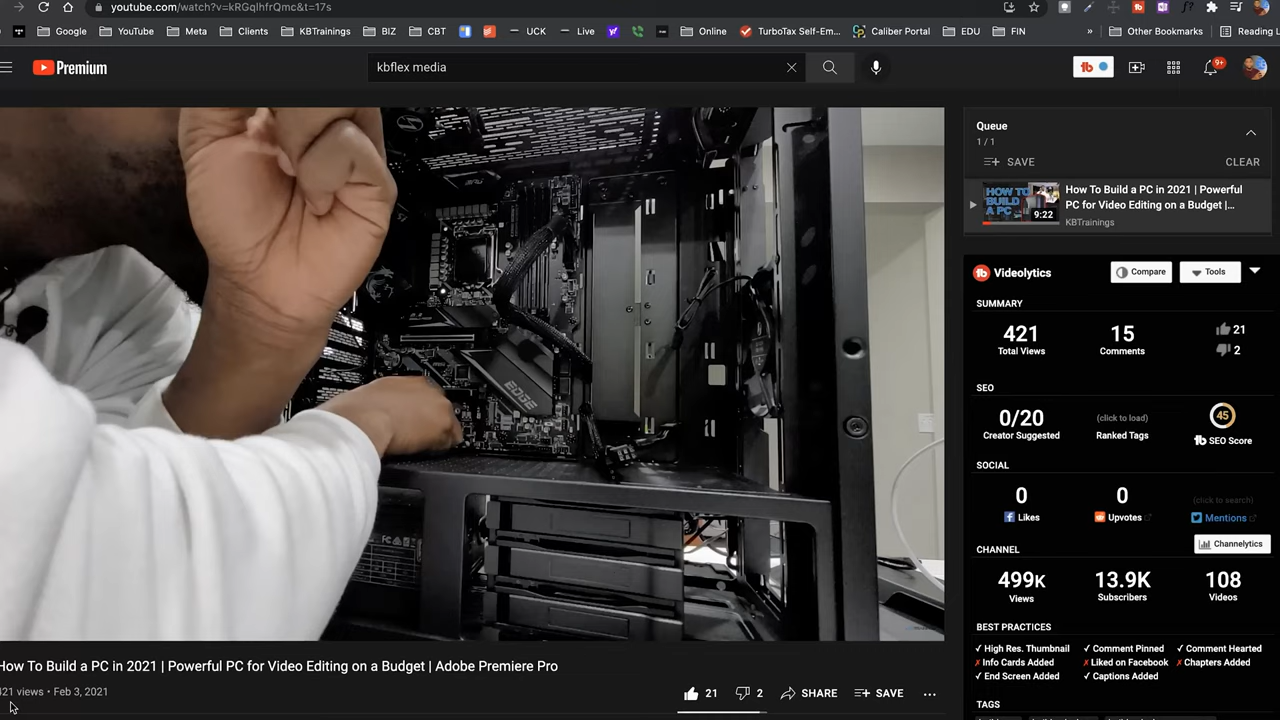 youtube.com/watch?v=kRGqIhfrQmc&t=17s
Google YouTube Meta Clients KBTrainings BIZ CBT UCK Live Online TurboTax Self-Em... Caliber Portal EDU FIN » Other Bookmarks Reading L
Premium
kbflex media
9+
Queue
1 / 1
SAVE CLEAR
HOW TO BUILD A PC
9:22
How To Build a PC in 2021 | Powerful
PC for Video Editing on a Budget |...
KBTrainings
EDGE
Videolytics Compare Tools
SUMMARY
421 15 21
Total Views Comments 2
SEO
0/20 (click to load) 45
Creator Suggested Ranked Tags tb SEO Score
SOCIAL
0 0 (click to search)
Likes Upvotes Mentions
CHANNEL Channelytics
499K 13.9K 108
Views Subscribers Videos
BEST PRACTICES
✓ High Res. Thumbnail ✓ Comment Pinned ✓ Comment Hearted
✗ Info Cards Added ✗ Liked on Facebook ✗ Chapters Added
✓ End Screen Added ✓ Captions Added
TAGS
How To Build a PC in 2021 | Powerful PC for Video Editing on a Budget | Adobe Premiere Pro
421 views • Feb 3, 2021
21 2 SHARE SAVE ...